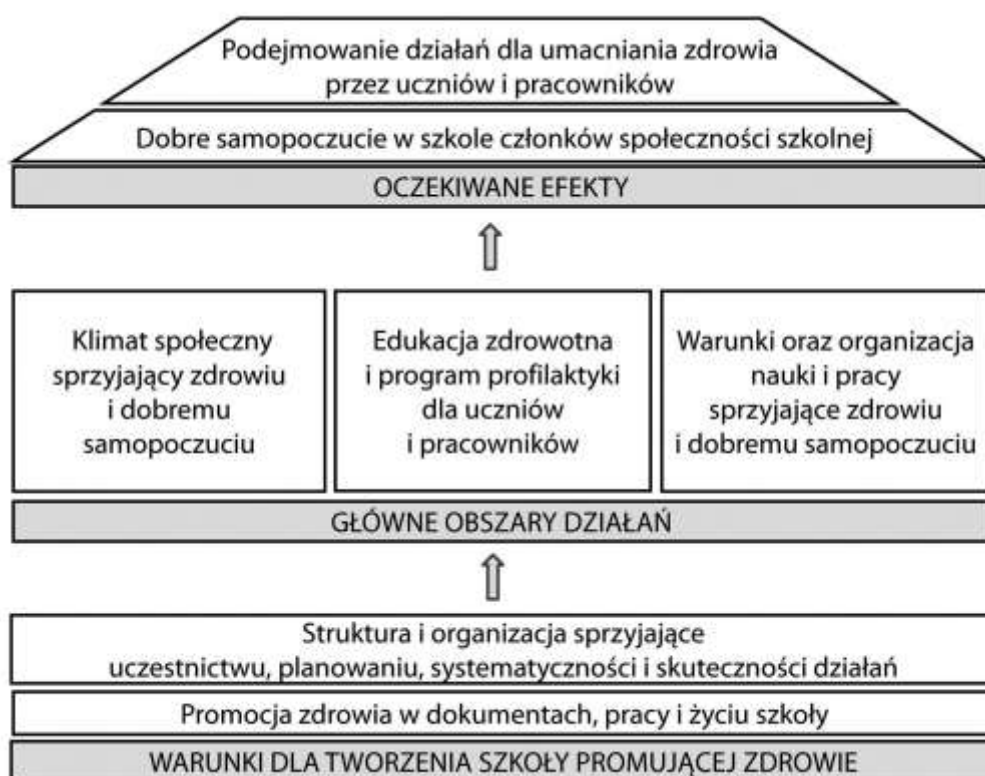 Podejmowanie działań dla umacniania zdrowia
przez uczniów i pracowników
Dobre samopoczucie w szkole członków społeczności szkolnej
OCZEKIWANE EFEKTY
Klimat społeczny
sprzyjający zdrowiu
i dobremu
samopoczuciu
Edukacja zdrowotna
i program profilaktyki
dla uczniów
i pracowników
Warunki oraz organizacja
nauki i pracy
sprzyjające zdrowiu
i dobremu samopoczuciu
GŁÓWNE OBSZARY DZIAŁAŃ
Struktura i organizacja sprzyjające
uczestnictwu, planowaniu, systematyczności i skuteczności działań
Promocja zdrowia w dokumentach, pracy i życiu szkoły
WARUNKI DLA TWORZENIA SZKOŁY PROMUJĄCEJ ZDROWIE